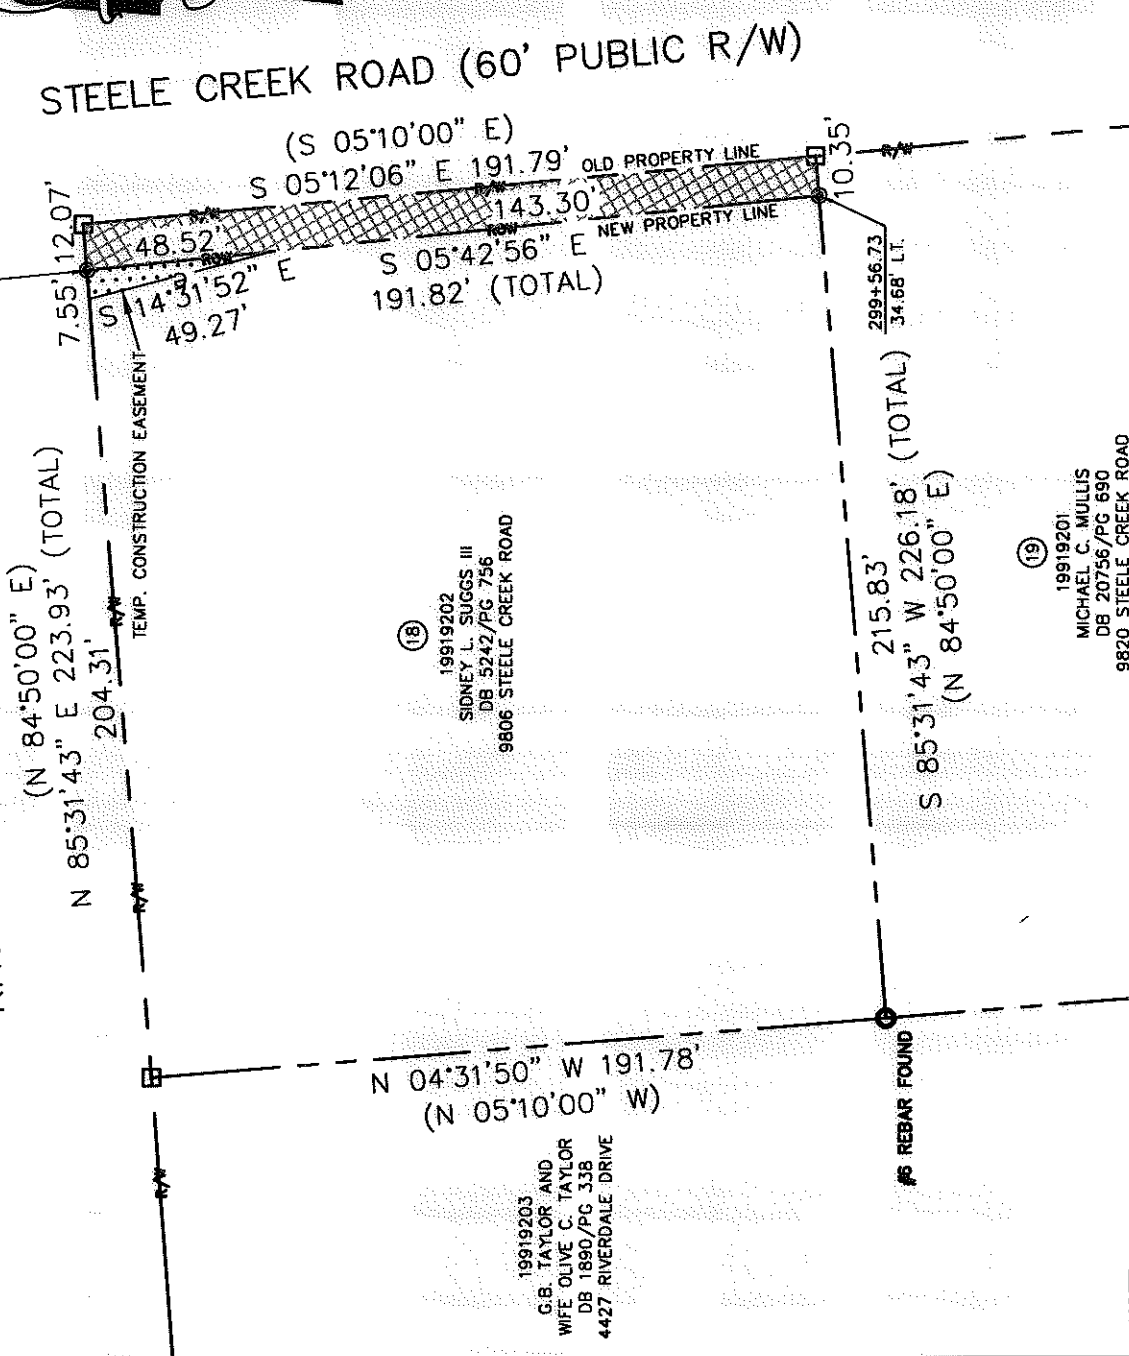 STEELE CREEK ROAD (60' PUBLIC R/W)
(S 05°10'00" E)
S 05°12'06" E 191.79'
OLD PROPERTY LINE
R/W
R/W
R/W
10.35'
12.07'
48.52'
143.30'
NEW PROPERTY LINE
ROW
ROW
S 05°42'56" E
191.82' (TOTAL)
S 14°31'52" E
49.27'
7.55'
TEMP. CONSTRUCTION EASEMENT
299+56.73
34.68' LT.
(N 84°50'00" E)
N 85°31'43" E 223.93' (TOTAL)
204.31'
R/W
R/W
18
19919202
SIDNEY L. SUGGS III
DB 5242/PG 756
9806 STEELE CREEK ROAD
215.83'
S 85°31'43" W 226.18' (TOTAL)
(N 84°50'00" E)
19
19919201
MICHAEL C. MULLIS
DB 20756/PG 690
9820 STEELE CREEK ROAD
N 04°31'50" W 191.78'
(N 05°10'00" W)
#6 REBAR FOUND
R/W
19919203
G.B. TAYLOR AND
WIFE OLIVE C. TAYLOR
DB 1890/PG 338
4427 RIVERDALE DRIVE